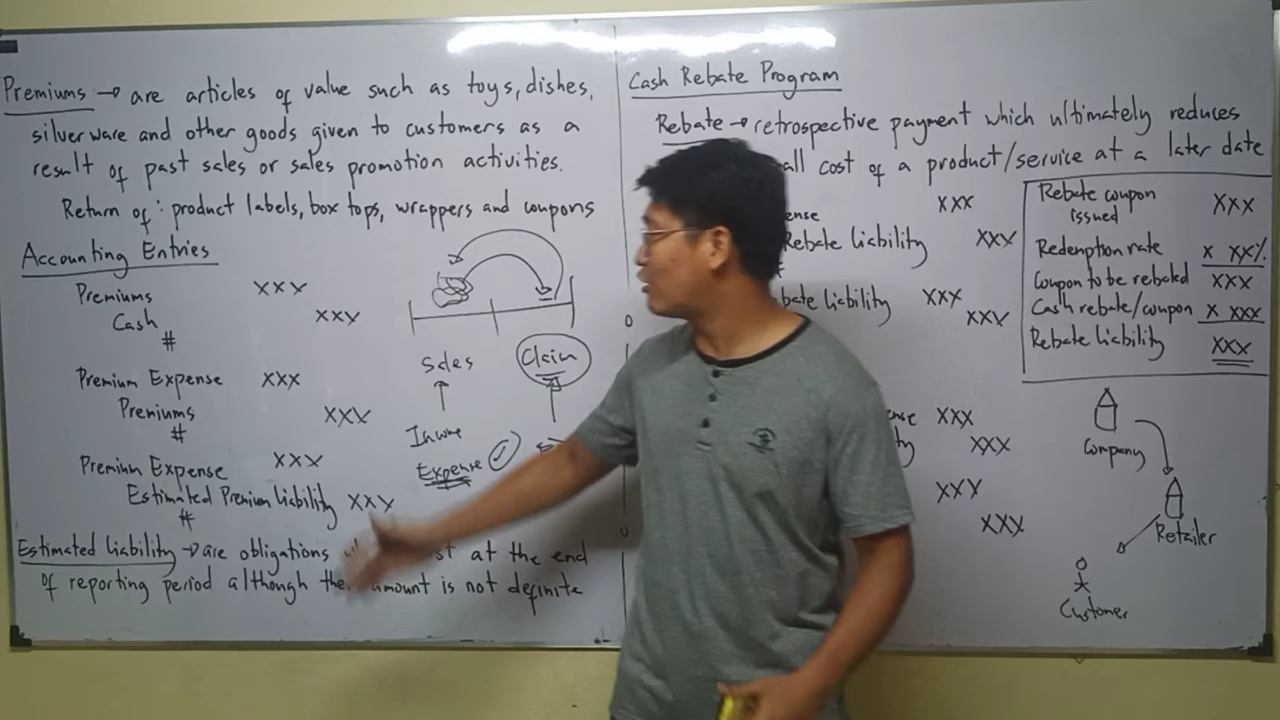 Premiums → are articles of value such as toys, dishes,
silverware and other goods given to customers as a
result of past sales or sales promotion activities.
Return of: product labels, box tops, wrappers and coupons
Accounting Entries
Premiums XXX
Cash XXX
#
Premium Expense XXX
Premiums XXX
#
Premium Expense XXX
Estimated Premium Liability XXX
#
Estimated Liability → are obligations at the end
of reporting period although the amount is not definite
Sales
Claim
Income
Expense
Cash Rebate Program
Rebate → retrospective payment which ultimately reduces
cost of a product/service at a later date
XXX
Rebate liability XXX
liability XXX
XXX
XXX
XXX
XXX
XXX
Rebate coupon
issued XXX
Redemption rate X XX%
Coupon to be rebated XXX
Cash rebate/coupon X XXX
Rebate liability XXX
Company
Retailer
Customer